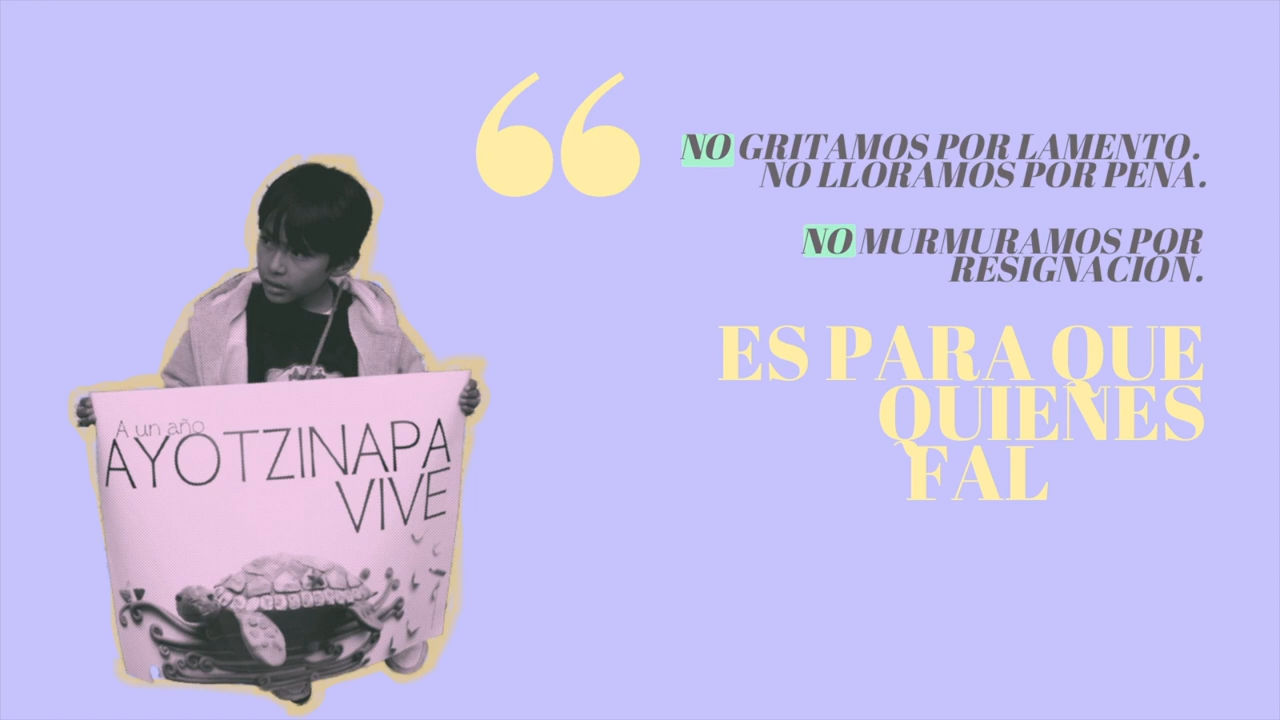 “
NO GRITAMOS POR LAMENTO.
NO LLORAMOS POR PENA.
NO MURMURAMOS POR
RESIGNACIÓN.
ES PARA QUE
QUIENES
FAL
A un año
AYOTZINAPA
VIVE